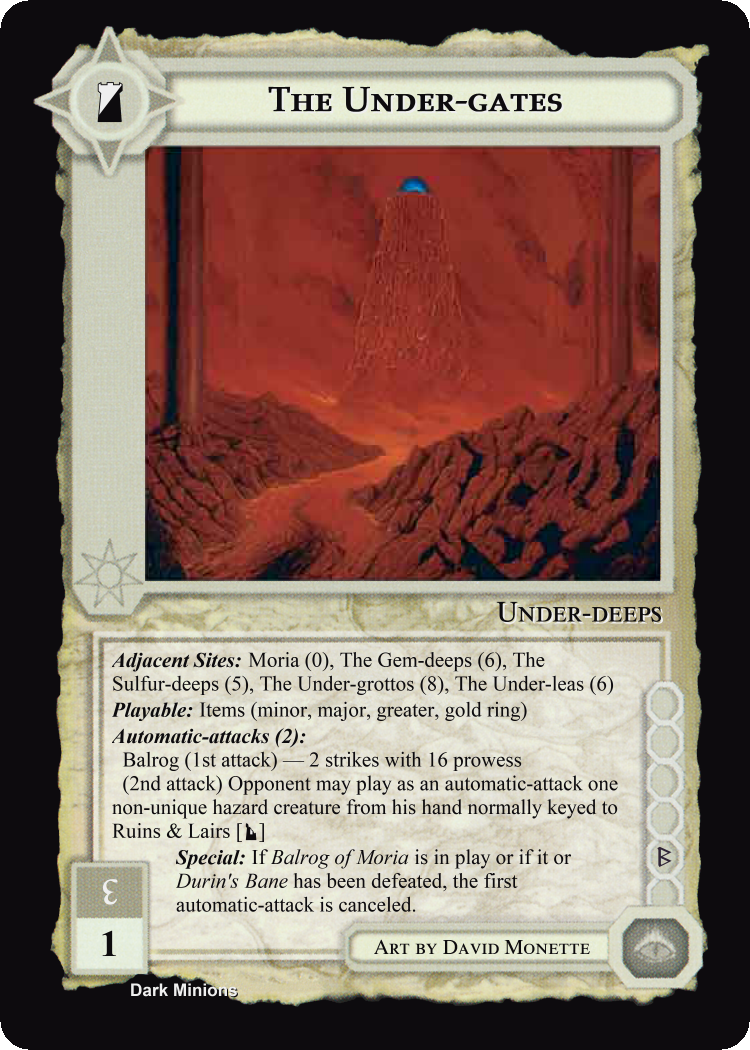 The Under-gates
Under-deeps
Adjacent Sites: Moria (0), The Gem-deeps (6), The
Sulfur-deeps (5), The Under-grottos (8), The Under-leas (6)
Playable: Items (minor, major, greater, gold ring)
Automatic-attacks (2):
Balrog (1st attack) — 2 strikes with 16 prowess
(2nd attack) Opponent may play as an automatic-attack one
non-unique hazard creature from his hand normally keyed to
Ruins & Lairs [ ]
Special: If Balrog of Moria is in play or if it or
Durin's Bane has been defeated, the first
automatic-attack is canceled.
1
Art by David Monette
Dark Minions